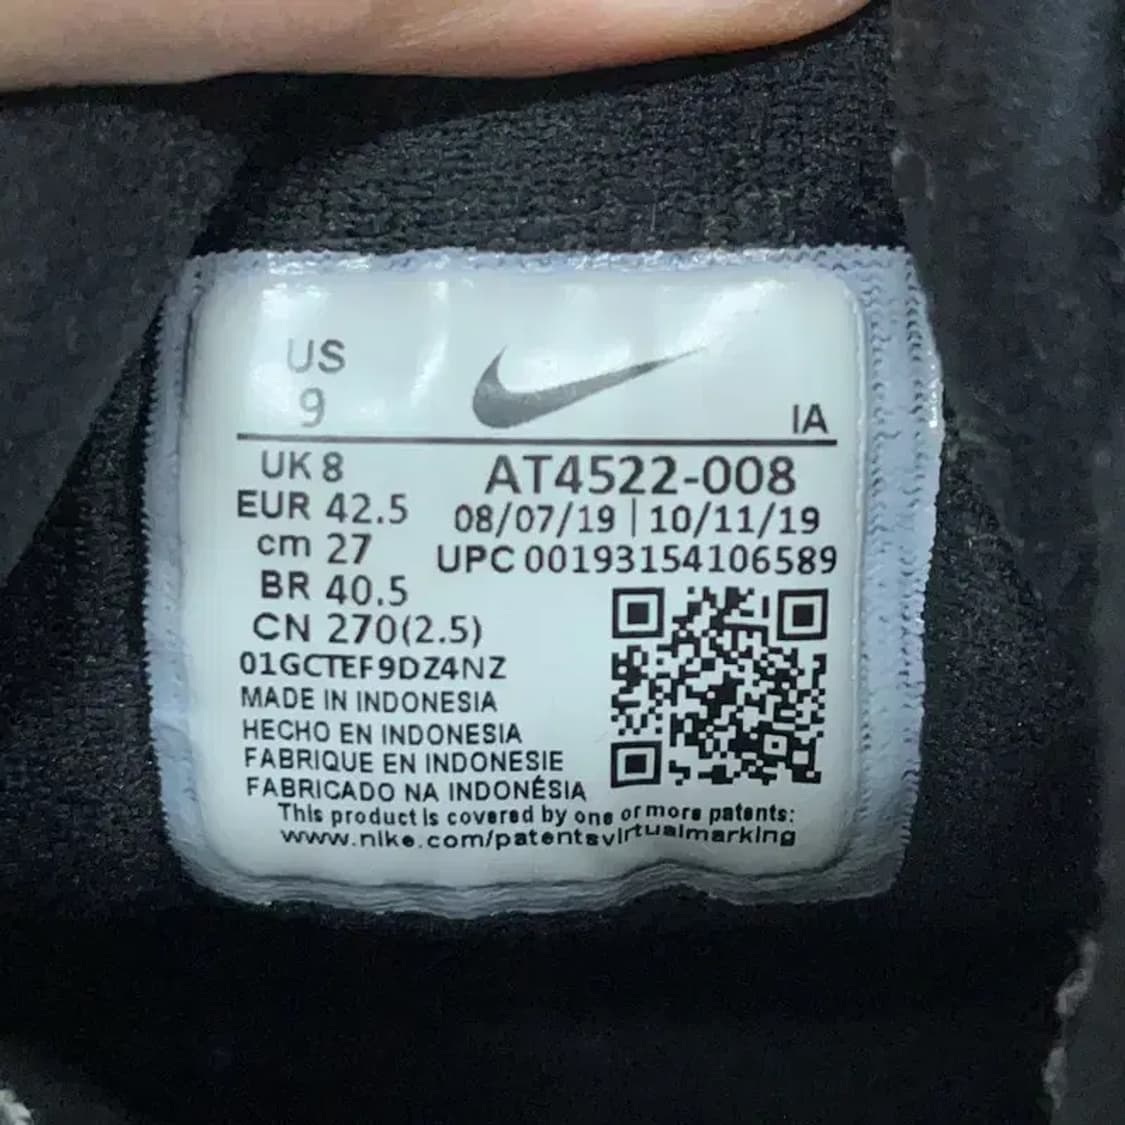 US
9
IA
UK 8
EUR 42.5
cm 27
BR 40.5
CN 270(2.5)
AT4522-008
08/07/19 | 10/11/19
UPC 00193154106589
01GCTEF9DZ4NZ
MADE IN INDONESIA
HECHO EN INDONESIA
FABRIQUE EN INDONESIE
FABRICADO NA INDONÉSIA
This product is covered by one or more patents:
www.nike.com/patentsvirtualmarking